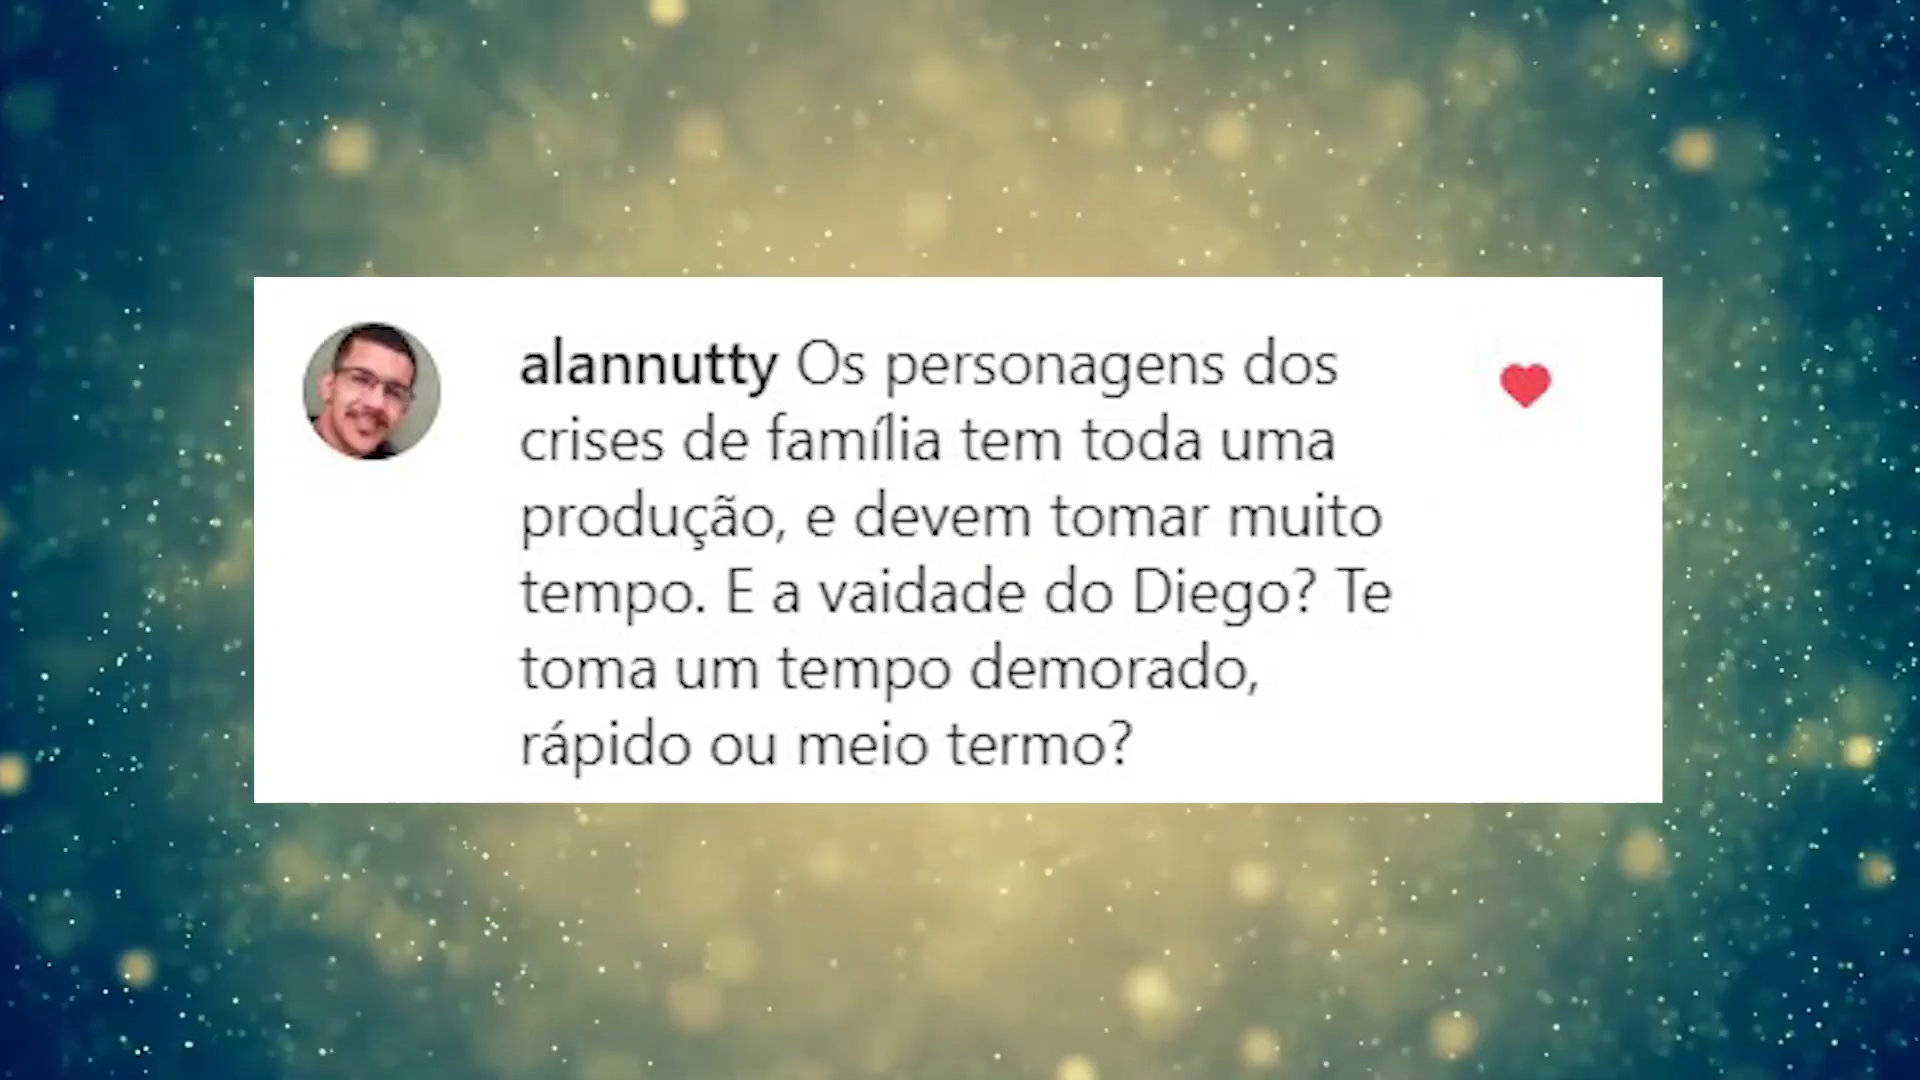 alannutty Os personagens dos
crises de família tem toda uma
produção, e devem tomar muito
tempo. E a vaidade do Diego? Te
toma um tempo demorado,
rápido ou meio termo?